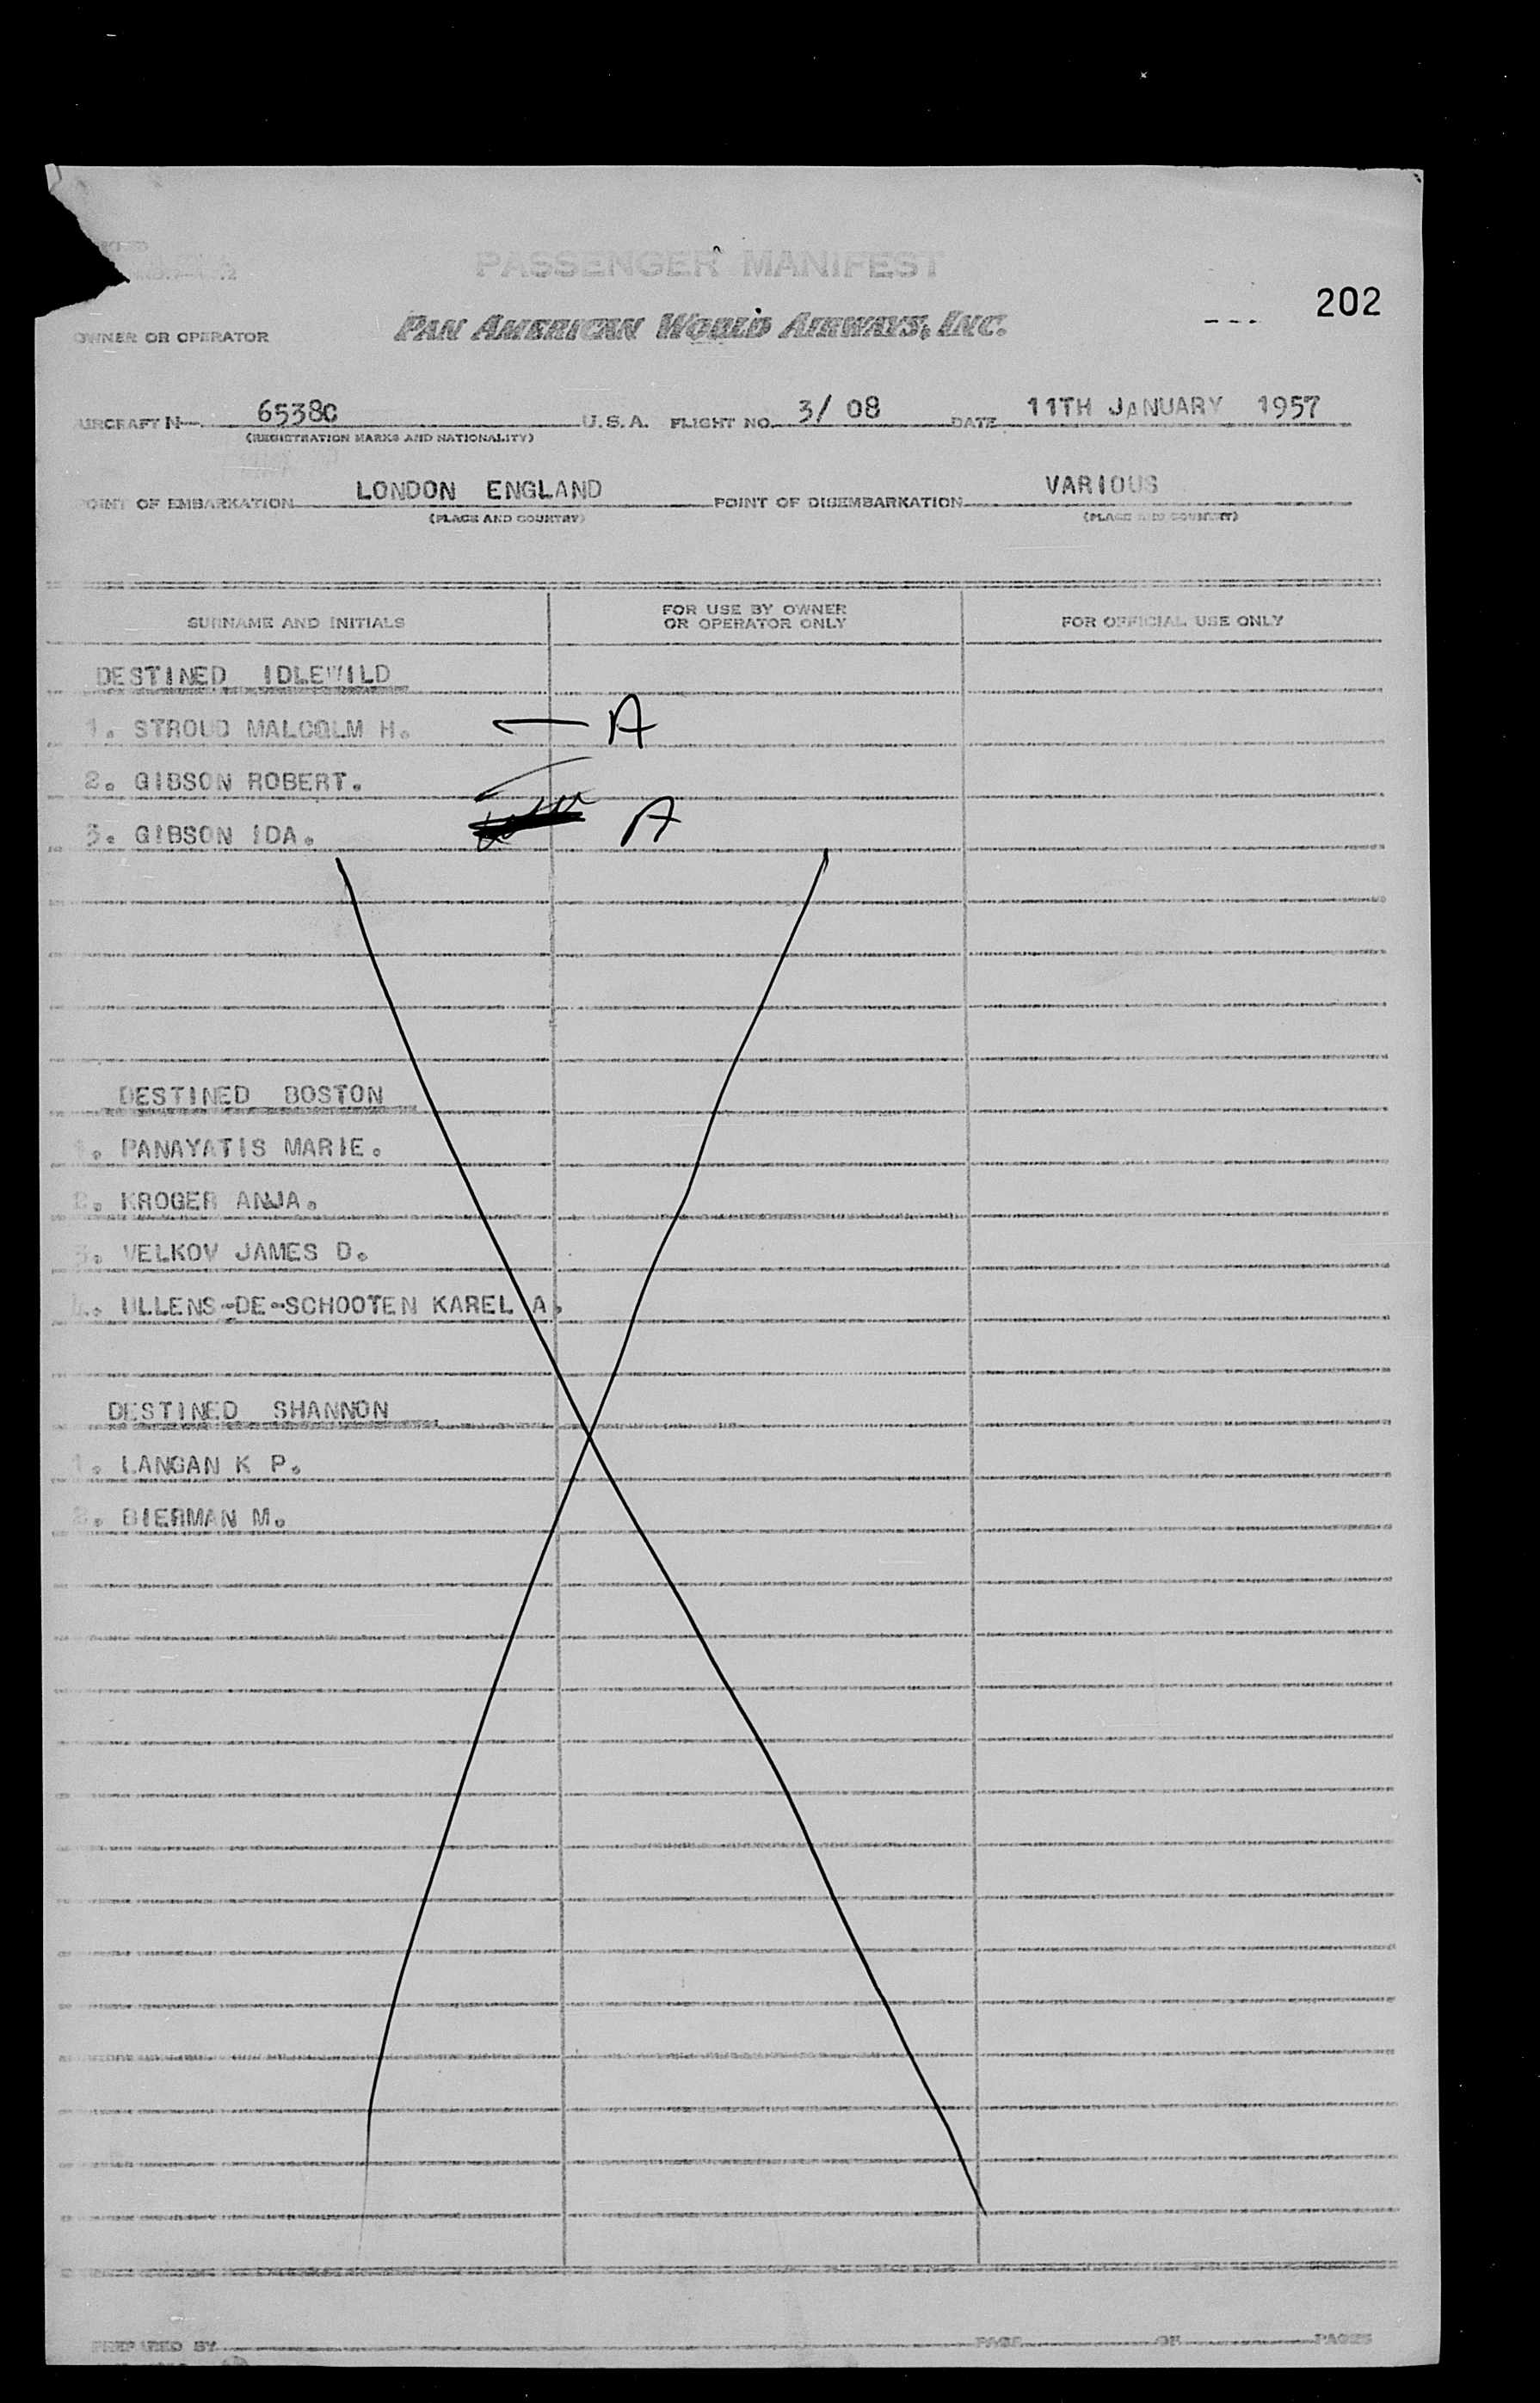 PASSENGER MANIFEST
202
OWNER OR OPERATOR PAN AMERICAN WORLD AIRWAYS, INC.
AIRCRAFT N 6538C U.S.A. FLIGHT NO. 3/ 08 DATE 11TH JANUARY 1957
(REGISTRATION MARKS AND NATIONALITY)
POINT OF EMBARKATION LONDON ENGLAND POINT OF DISEMBARKATION VARIOUS
(PLACE AND COUNTRY) (PLACE AND COUNTRY)
SURNAME AND INITIALS FOR USE BY OWNER OR OPERATOR ONLY FOR OFFICIAL USE ONLY
DESTINED IDLEWILD
1. STROUD MALCOLM H. A
2. GIBSON ROBERT.
3. GIBSON IDA. A
DESTINED BOSTON
1. PANAYATIS MARIE.
2. KROGER ANJA.
3. VELKOV JAMES D.
4. ULLENS-DE-SCHOOTEN KAREL A.
DESTINED SHANNON
1. LANGAN K P.
2. BIERMAN M.
PREPARED BY PAGE OF PAGES